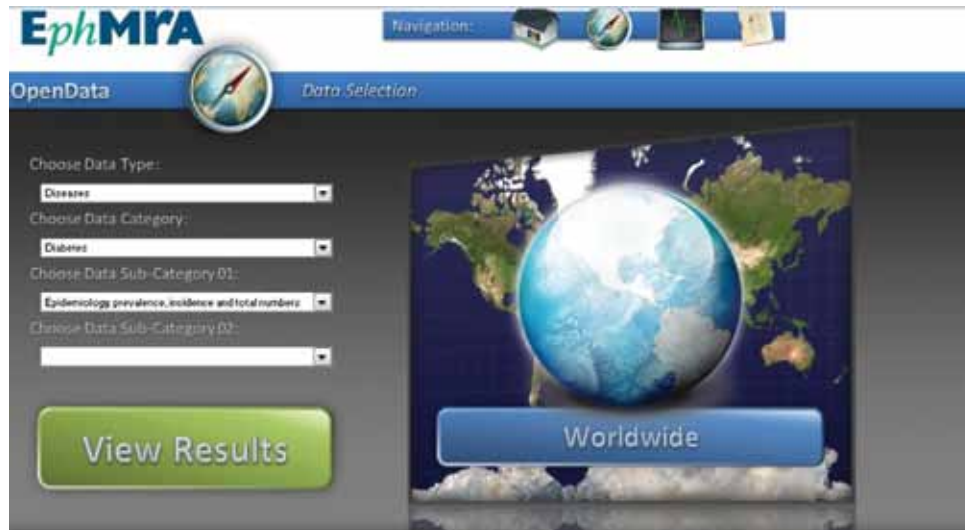 EphMRA
Navigation:
OpenData
Data Selection
Choose Data Type:
Diseases
Choose Data Category:
Diabetes
Choose Data Sub-Category 01:
Epidemiology prevalence, incidence and total numbers
Choose Data Sub-Category 02:
View Results
Worldwide